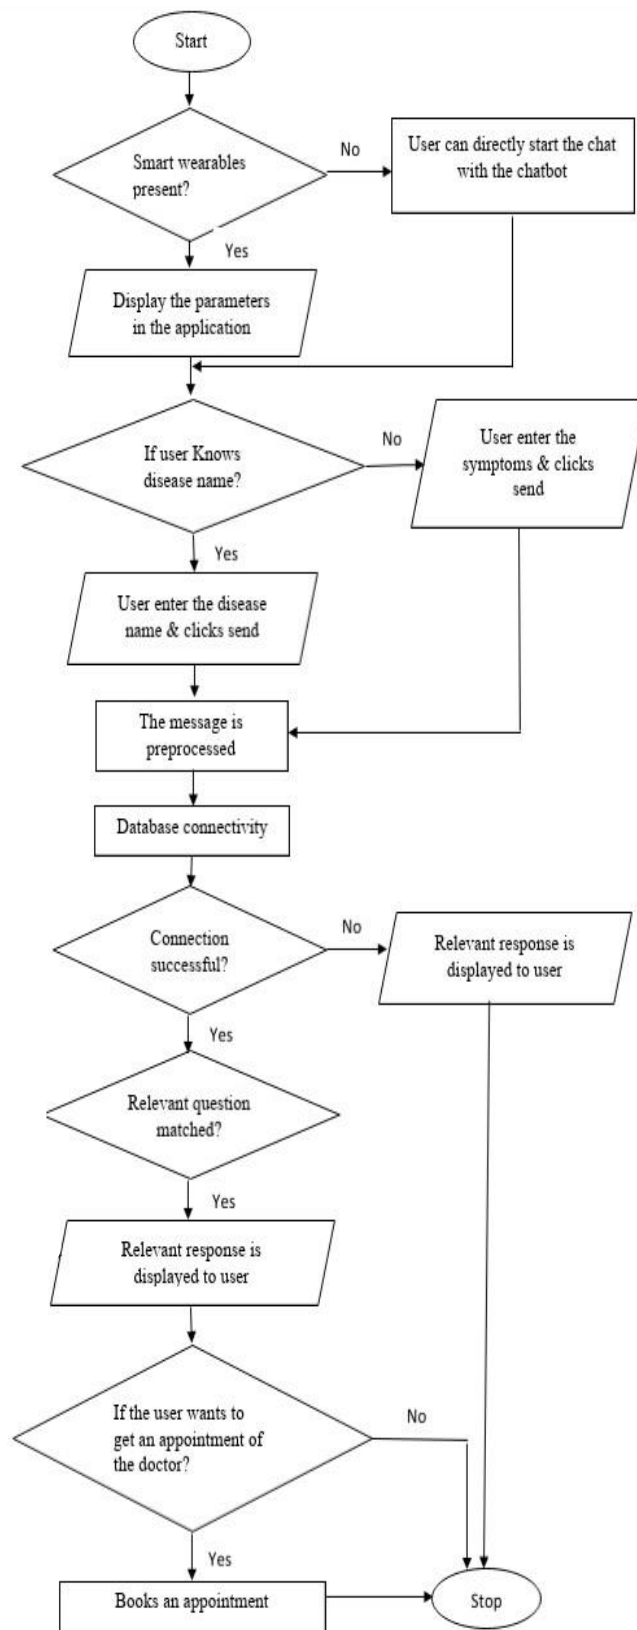 Start
Smart wearables
present?
No
User can directly start the chat
with the chatbot
Yes
Display the parameters
in the application
If user Knows
disease name?
No
User enter the
symptoms & clicks
send
Yes
User enter the disease
name & clicks send
The message is
preprocessed
Database connectivity
Connection
successful?
No
Relevant response is
displayed to user
Yes
Relevant question
matched?
Yes
Relevant response is
displayed to user
If the user wants to
get an appointment of
the doctor?
No
Yes
Books an appointment
Stop